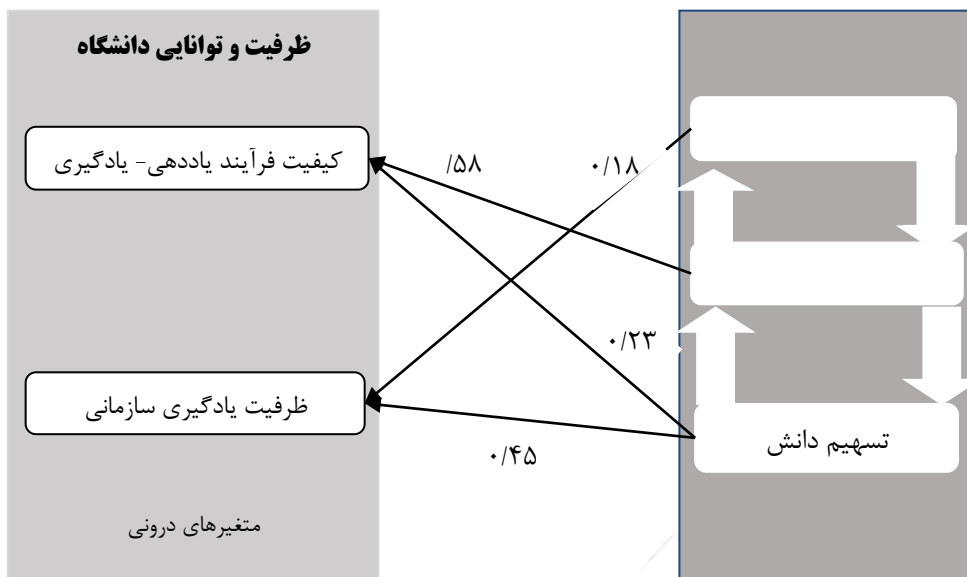 ظرفیت و توانایی دانشگاه
کیفیت فرآیند یاددهی- یادگیری
/۵۸
۰/۱۸
۰/۲۳
تسهیم دانش
ظرفیت یادگیری سازمانی
۰/۴۵
متغیرهای درونی